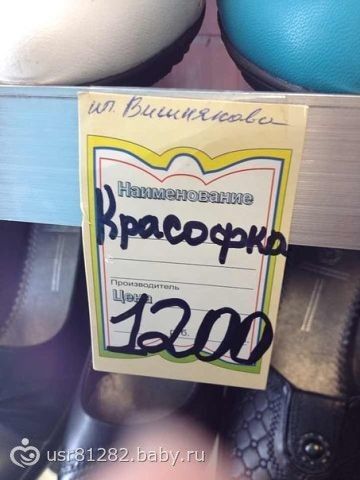 ип. Вишнякова
Наименование
Красофка
Производитель
Цена
1200 руб.
usr81282.baby.ru